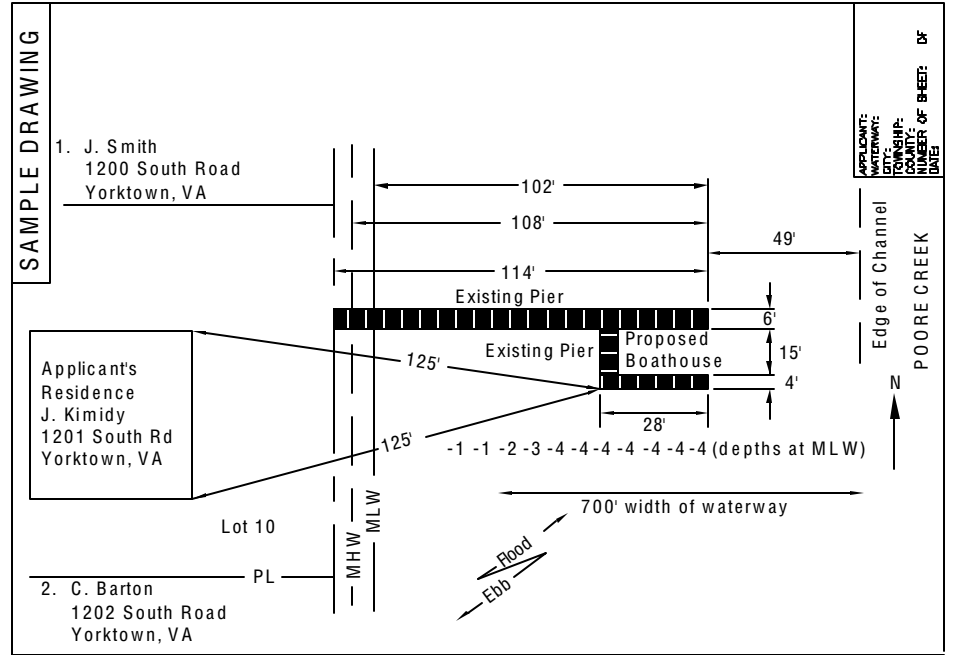 SAMPLE DRAWING
1. J. Smith
1200 South Road
Yorktown, VA
APPLICANT:
WATERWAY:
CITY:
TOWNSHIP:
COUNTY:
NUMBER OF SHEET: OF
DATE:
102'
108'
49'
114'
Existing Pier
6'
Existing Pier
Proposed
Boathouse
15'
4'
28'
125'
125'
Edge of Channel
POORE CREEK
N
Applicant's
Residence
J. Kimidy
1201 South Rd
Yorktown, VA
-1 -1 -2 -3 -4 -4 -4 -4 -4 -4 -4 (depths at MLW)
700' width of waterway
Lot 10
MHW
MLW
Flood
Ebb
PL
2. C. Barton
1202 South Road
Yorktown, VA